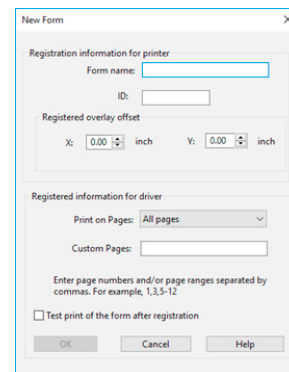 New Form
Registration information for printer
Form name:
ID:
Registered overlay offset
X: 0.00 inch Y: 0.00 inch
Registered information for driver
Print on Pages: All pages
Custom Pages:
Enter page numbers and/or page ranges separated by
commas. For example, 1,3,5-12
Test print of the form after registration
OK Cancel Help